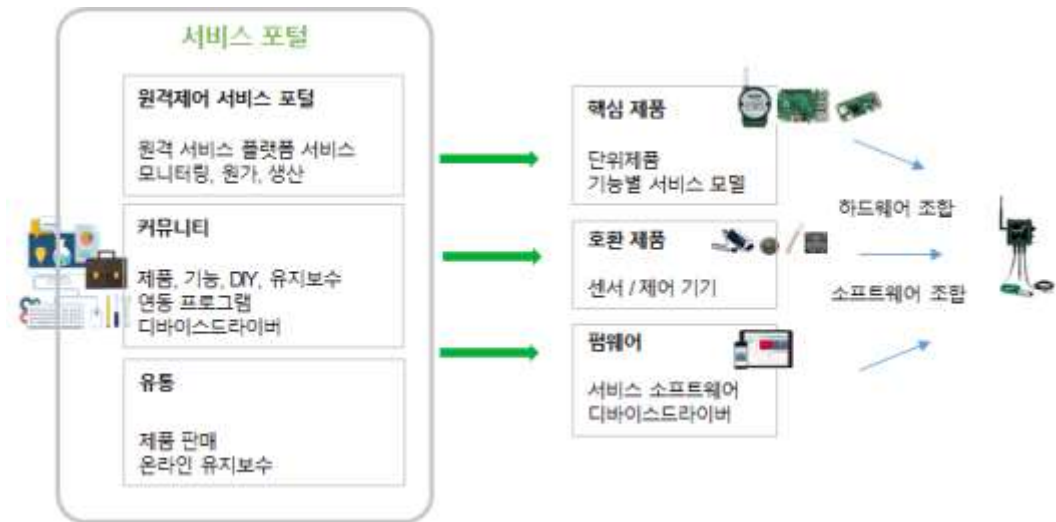 서비스 포털
원격제어 서비스 포털
원격 서비스 플랫폼 서비스
모니터링, 원가, 생산
커뮤니티
제품, 기능, DIY, 유지보수
연동 프로그램
디바이스드라이버
유통
제품 판매
온라인 유지보수
핵심 제품
단위제품
기능별 서비스 모델
호환 제품
센서 / 제어 기기
펌웨어
서비스 소프트웨어
디바이스드라이버
하드웨어 조합
소프트웨어 조합